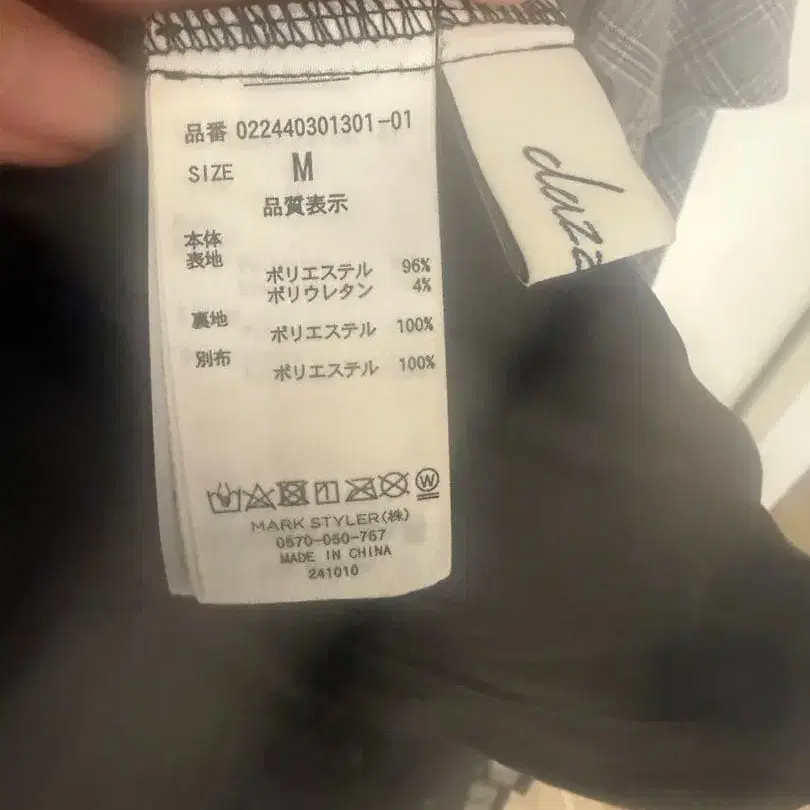 品番 022440301301-01
SIZE M
品質表示
本体
表地
ポリエステル 96%
ポリウレタン 4%
裏地
ポリエステル 100%
別布
ポリエステル 100%
W
MARK STYLER(株)
0570-050-767
MADE IN CHINA
241010
daz